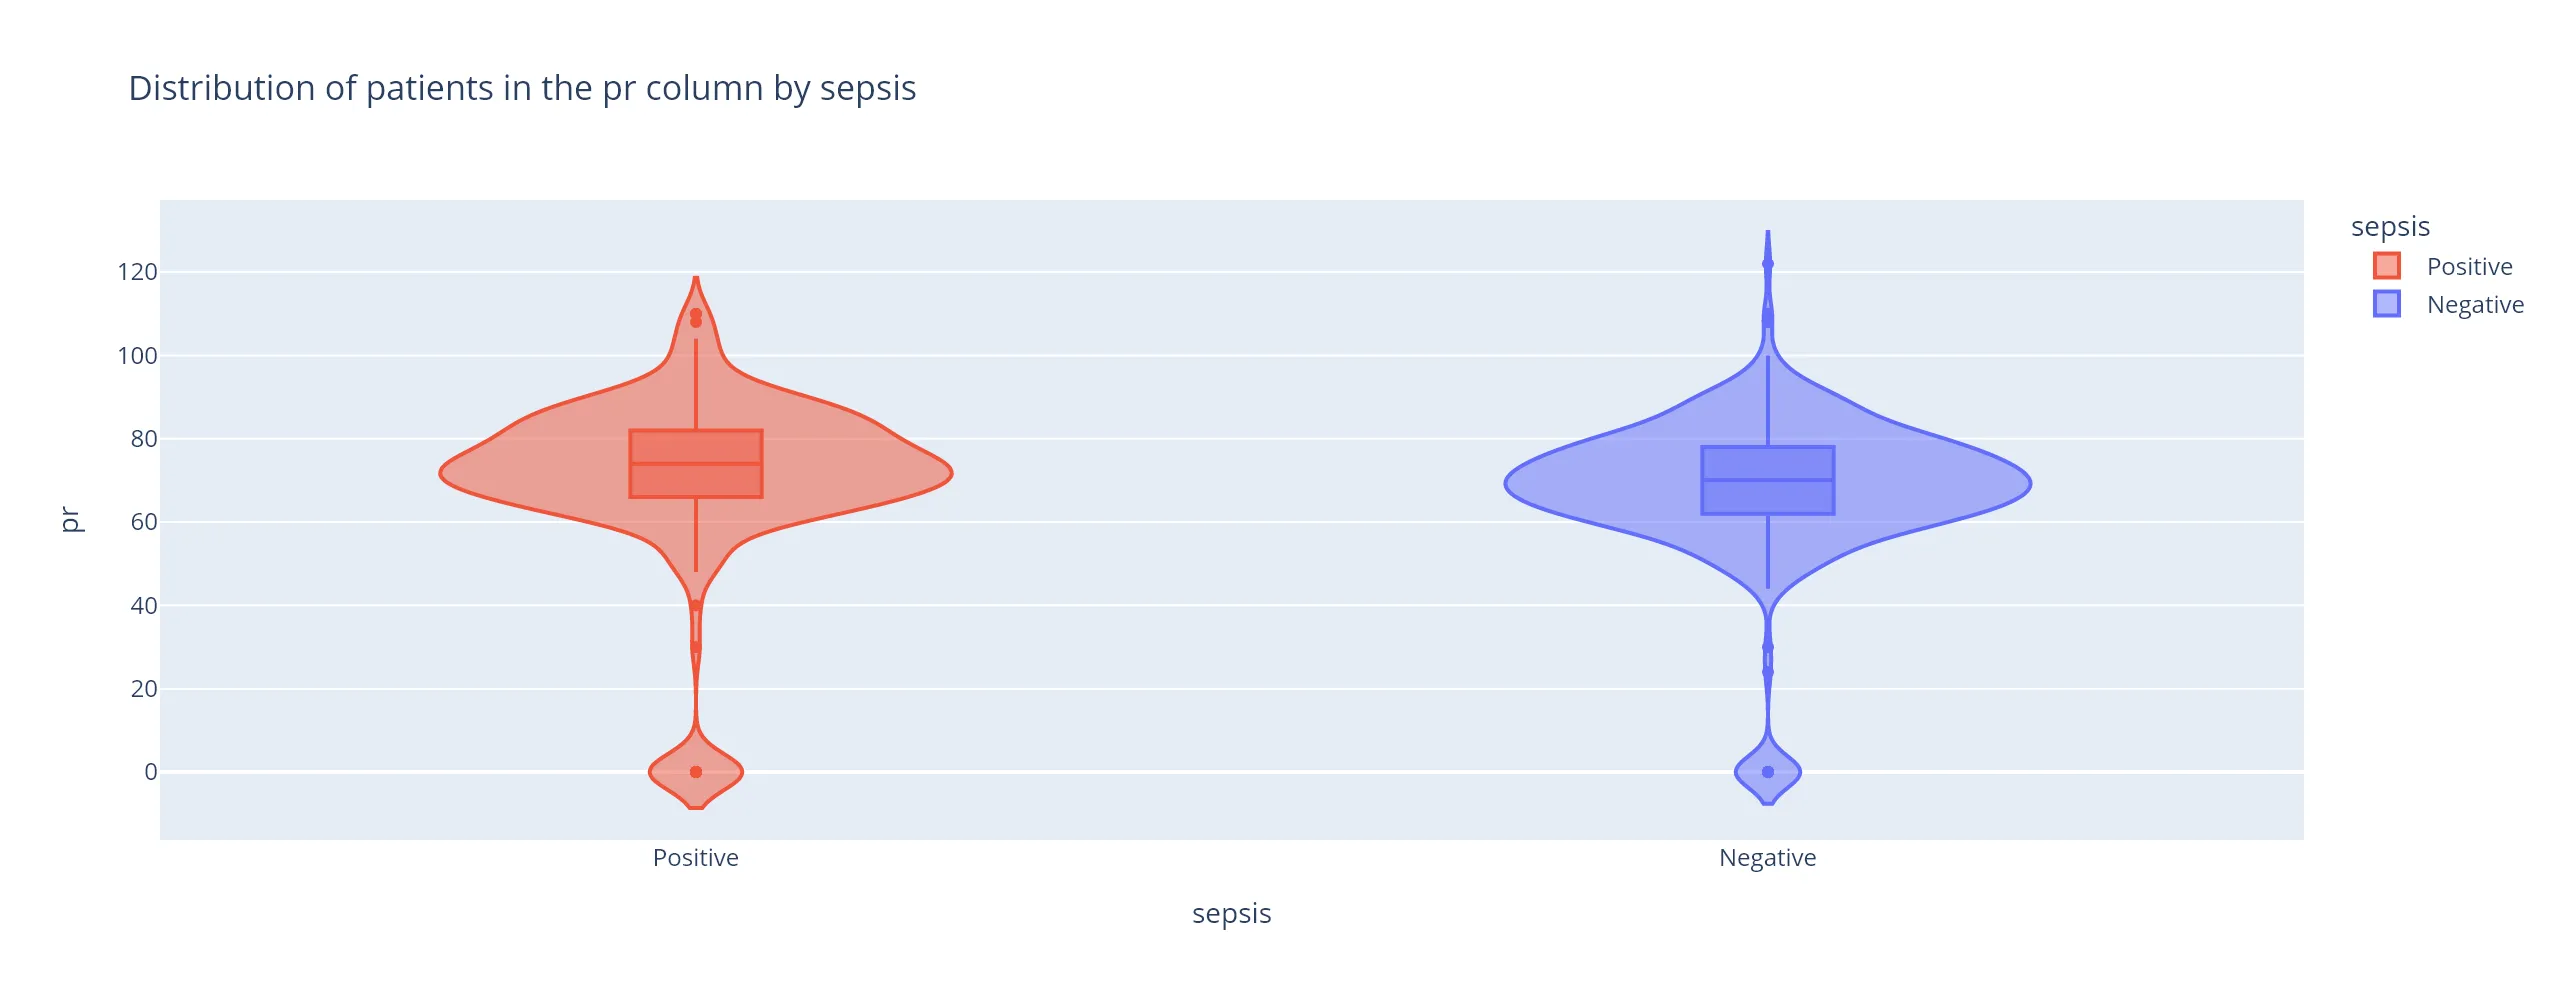 Distribution of patients in the pr column by sepsis
sepsis
Positive
Negative
120
100
80
60
40
20
0
pr
Positive
Negative
sepsis